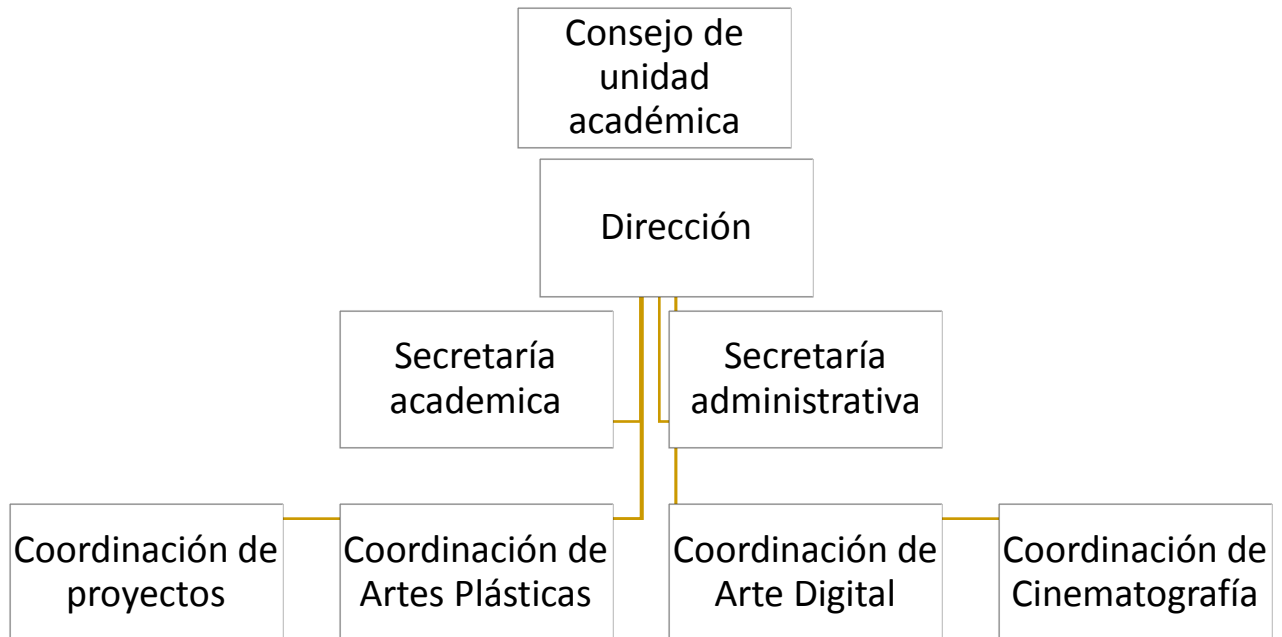 Consejo de
unidad
académica
Dirección
Secretaría
academica
Secretaría
administrativa
Coordinación de
proyectos
Coordinación de
Artes Plásticas
Coordinación de
Arte Digital
Coordinación de
Cinematografía